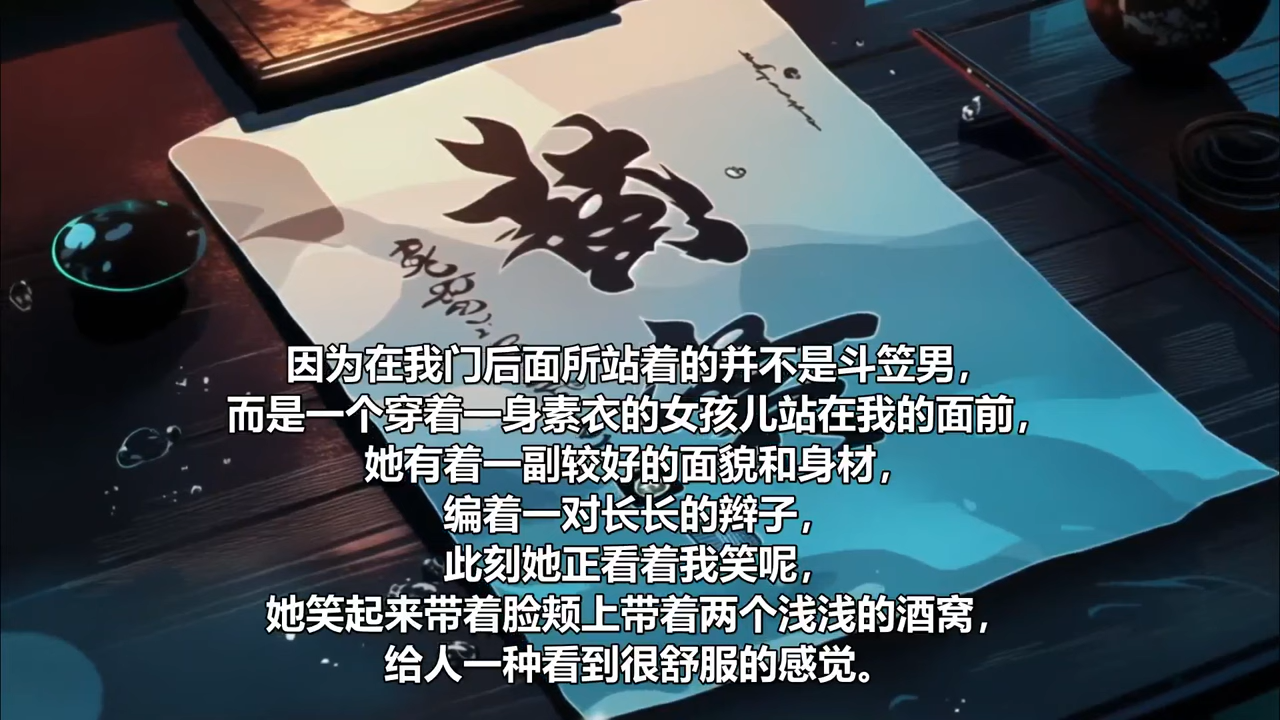 因为在我门后面所站着的并不是斗笠男，
而是一个穿着一身素衣的女孩儿站在我的面前，
她有着一副较好的面貌和身材，
编着一对长长的辫子，
此刻她正看着我笑呢，
她笑起来带着脸颊上带着两个浅浅的酒窝，
给人一种看到很舒服的感觉。